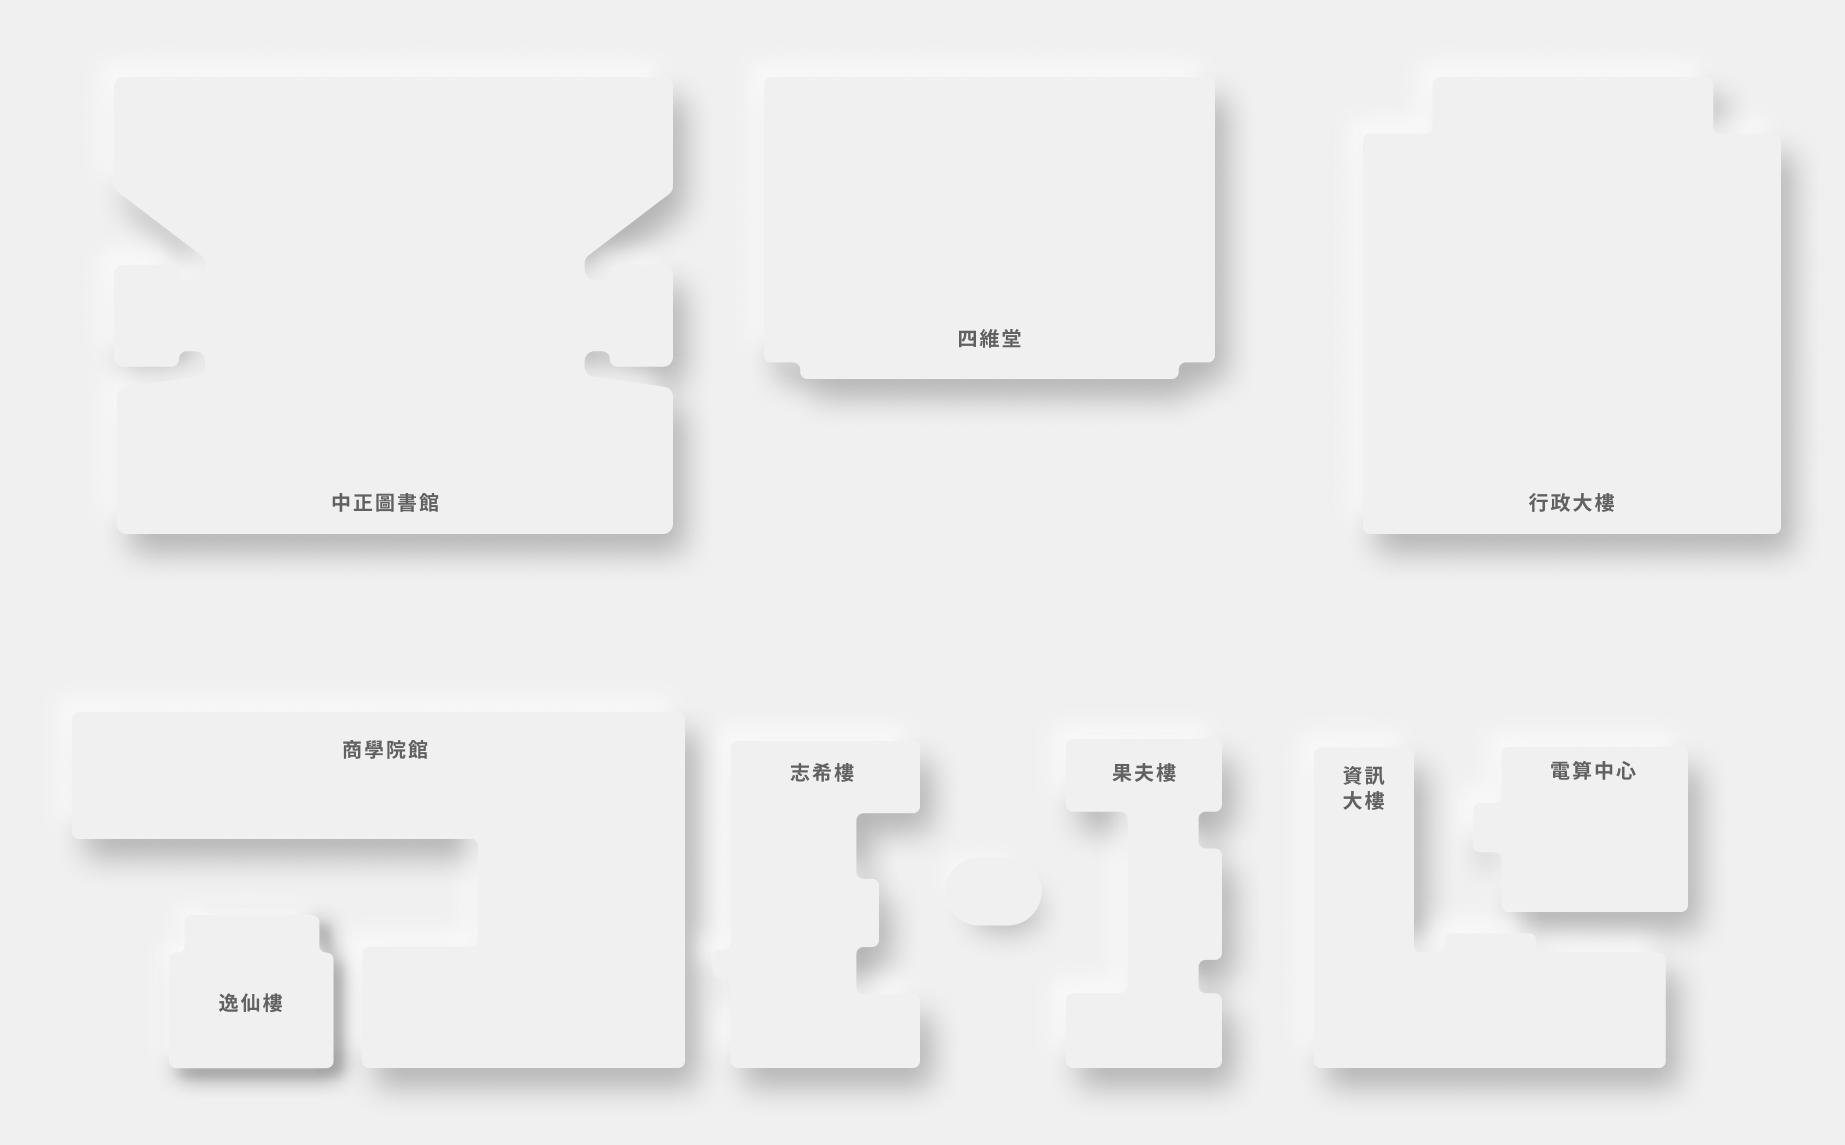 四維堂
中正圖書館
行政大樓
商學院館
志希樓
果夫樓
資訊
大樓
電算中心
逸仙樓